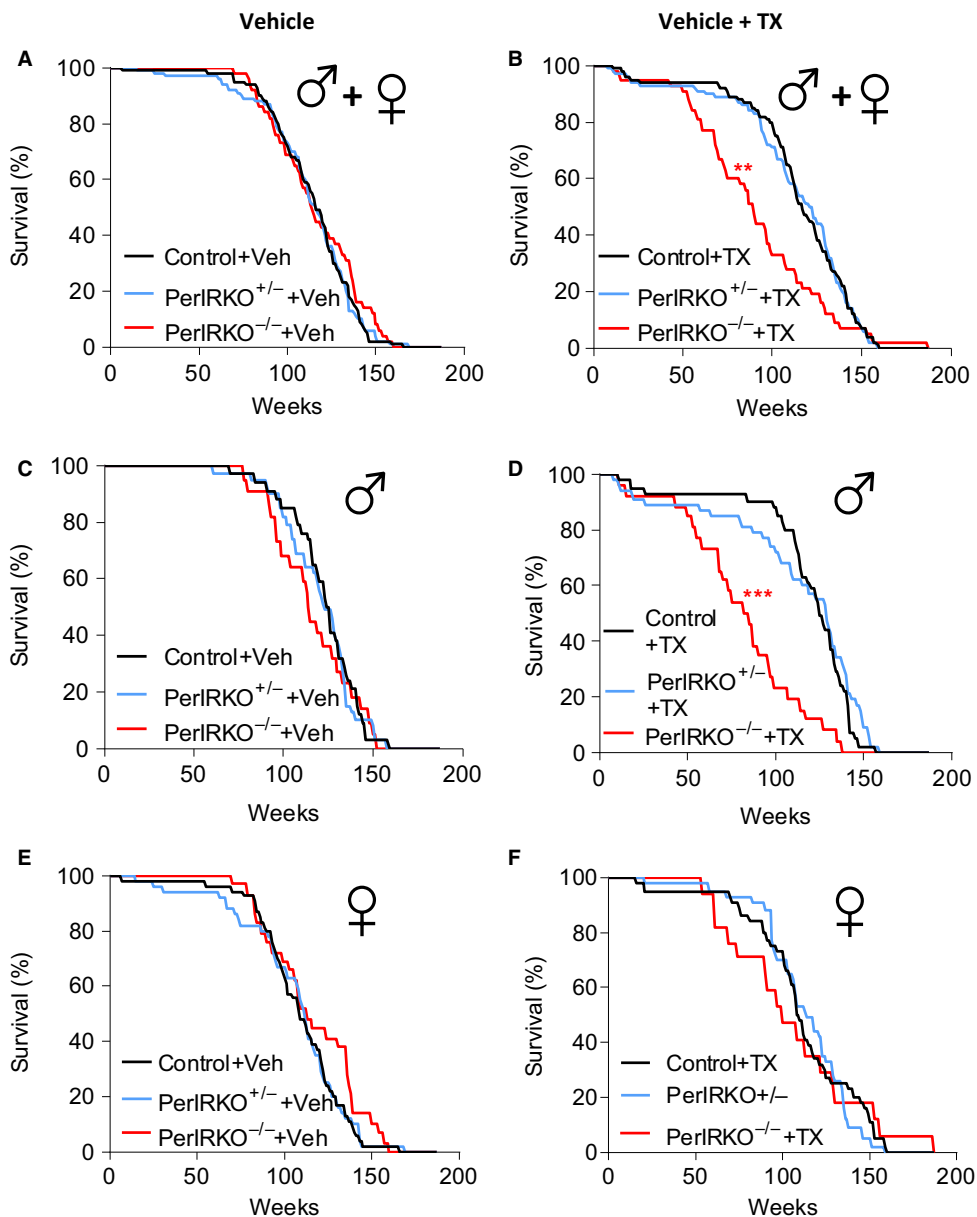 Vehicle
Vehicle + TX
A
100
80
60
40
20
0
Survival (%)
♂ + ♀
Control+Veh
PerIRKO+/− +Veh
PerIRKO−/− +Veh
0 50 100 150 200
Weeks
B
100
80
60
40
20
0
Survival (%)
♂ + ♀
**
Control+TX
PerIRKO+/− +TX
PerIRKO−/− +TX
0 50 100 150 200
Weeks
C
100
80
60
40
20
0
Survival (%)
♂
Control+Veh
PerIRKO+/− +Veh
PerIRKO−/− +Veh
0 50 100 150 200
Weeks
D
100
80
60
40
20
0
Survival (%)
♂
***
Control
+TX
PerIRKO+/−
+TX
PerIRKO−/− +TX
0 50 100 150 200
Weeks
E
100
80
60
40
20
0
Survival (%)
♀
Control+Veh
PerIRKO+/− +Veh
PerIRKO−/− +Veh
0 50 100 150 200
Weeks
F
100
80
60
40
20
0
Survival (%)
♀
Control+TX
PerIRKO+/−
PerIRKO−/− +TX
0 50 100 150 200
Weeks